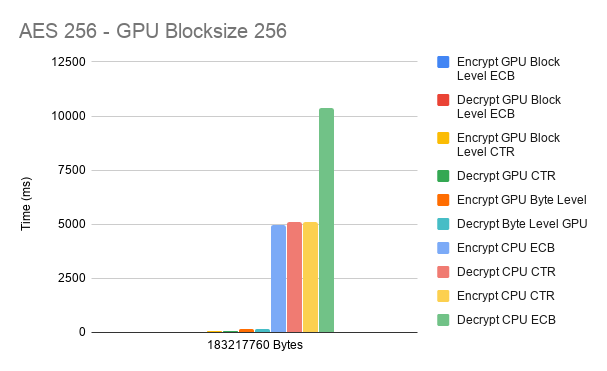 AES 256 - GPU Blocksize 256
12500
10000
7500
5000
2500
0
Time (ms)
183217760 Bytes
Encrypt GPU Block
Level ECB
Decrypt GPU Block
Level ECB
Encrypt GPU Block
Level CTR
Decrypt GPU CTR
Encrypt GPU Byte Level
Decrypt Byte Level GPU
Encrypt CPU ECB
Decrypt CPU CTR
Encrypt CPU CTR
Decrypt CPU ECB